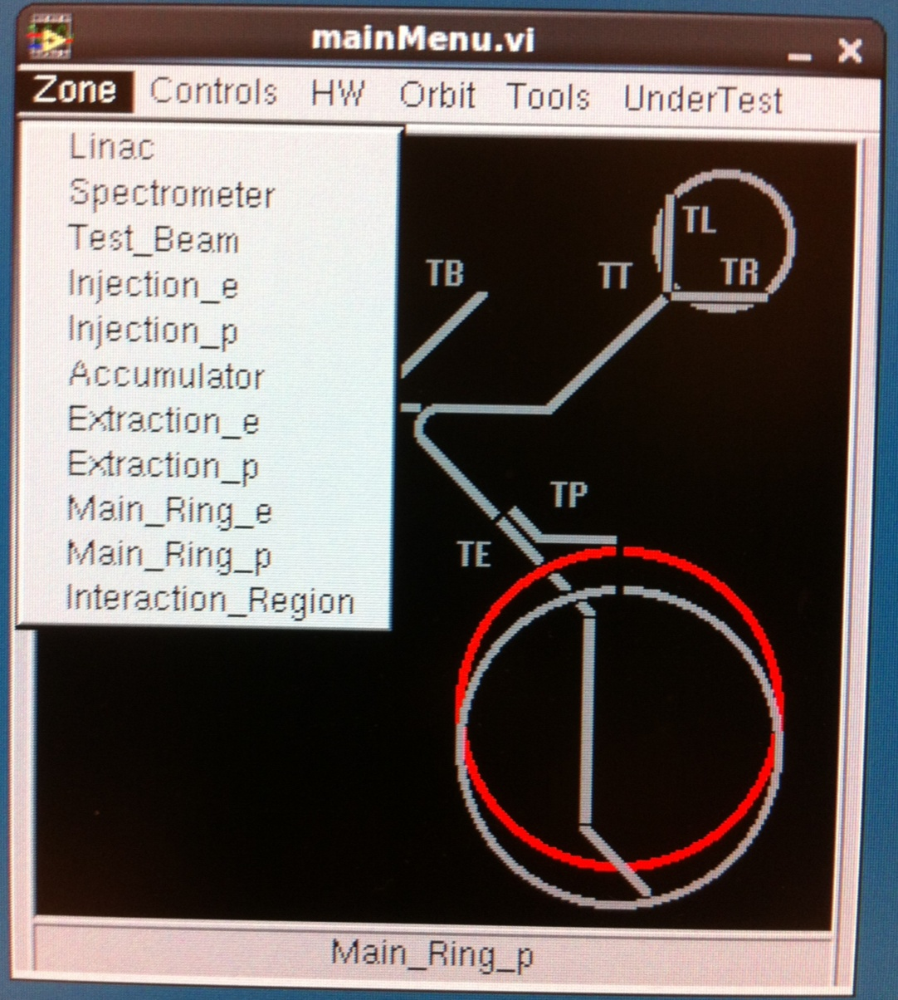 mainMenu.vi
Zone Controls HW Orbit Tools UnderTest
Linac
Spectrometer
Test_Beam
Injection_e
Injection_p
Accumulator
Extraction_e
Extraction_p
Main_Ring_e
Main_Ring_p
Interaction_Region
TL
TB TT TR
TP
TE
Main_Ring_p